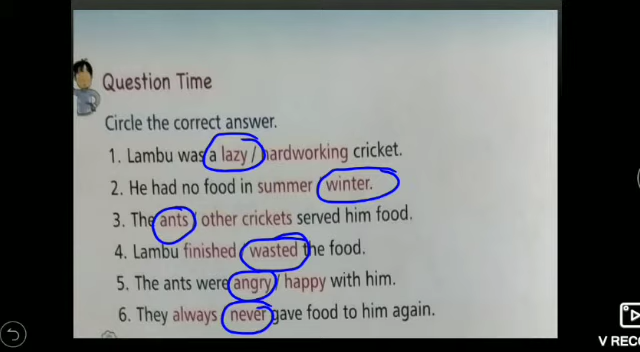 Question Time
Circle the correct answer.
1. Lambu was a lazy / hardworking cricket.
2. He had no food in summer / winter.
3. The ants / other crickets served him food.
4. Lambu finished / wasted the food.
5. The ants were angry / happy with him.
6. They always / never gave food to him again.
V REC